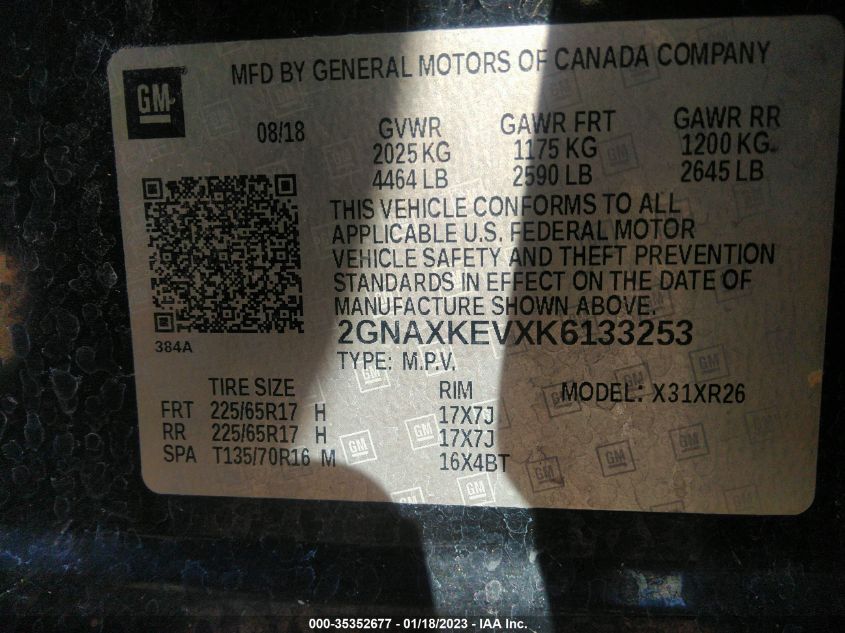 MFD BY GENERAL MOTORS OF CANADA COMPANY
GM
08/18 GVWR GAWR FRT GAWR RR
2025 KG 1175 KG 1200 KG
4464 LB 2590 LB 2645 LB
THIS VEHICLE CONFORMS TO ALL
APPLICABLE U.S. FEDERAL MOTOR
VEHICLE SAFETY AND THEFT PREVENTION
STANDARDS IN EFFECT ON THE DATE OF
MANUFACTURE SHOWN ABOVE.
2GNAXKEVXK6133253
384A
TYPE: M.P.V.
TIRE SIZE RIM MODEL: X31XR26
FRT 225/65R17 H 17X7J
RR 225/65R17 H 17X7J
SPA T135/70R16 M 16X4BT
000-35352677 - 01/18/2023 - IAA Inc.